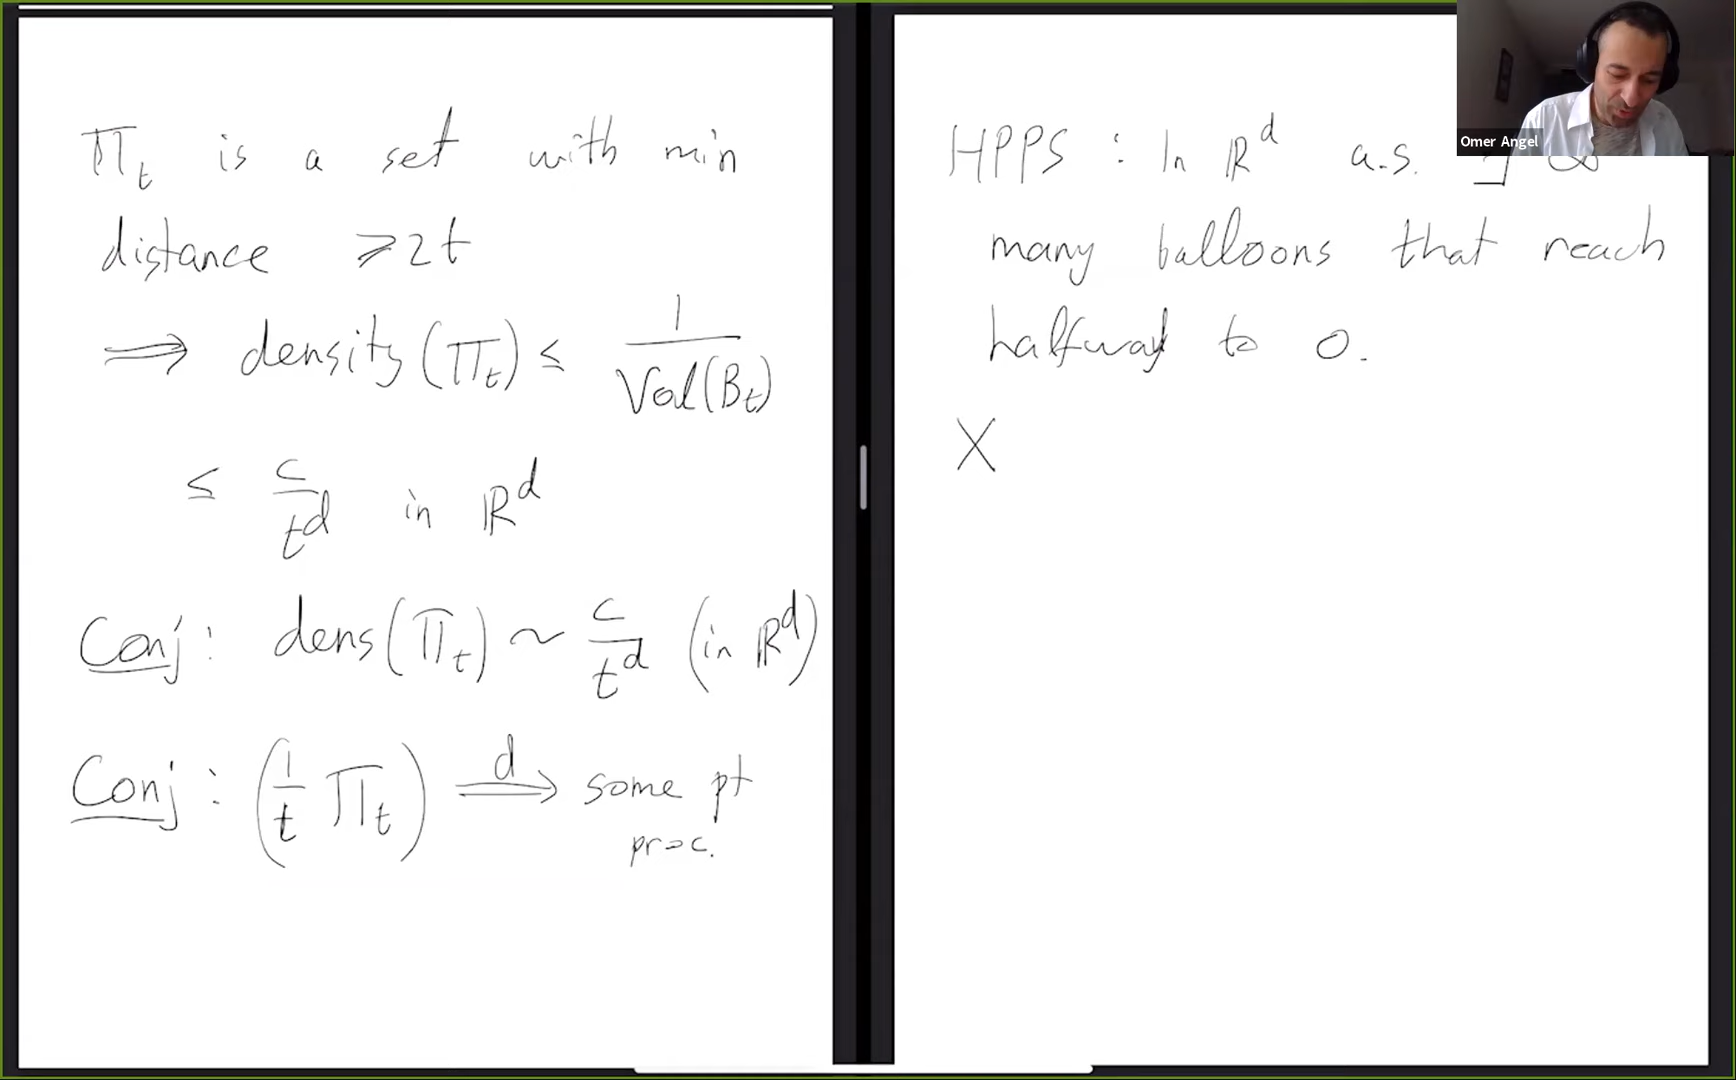 Π_t is a set with min
distance ⩾ 2t
⟹ density(Π_t) ≤ 1/Vol(B_t)
≤ c/t^d in ℝ^d
Conj: dens(Π_t) ~ c/t^d (in ℝ^d)
Conj: (1/t Π_t) ⟹^d some pt
proc.
HPPS: In ℝ^d a.s. ∃ ∞
many balloons that reach
halfway to 0.
X
Omer Angel